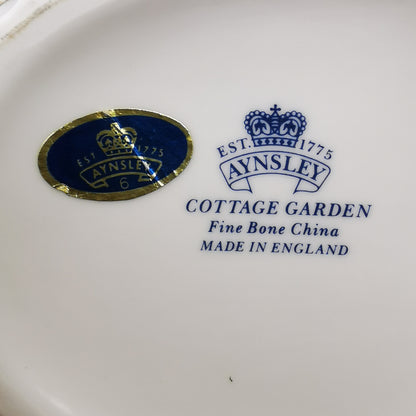 EST 1775
AYNSLEY
6
EST. 1775
AYNSLEY
COTTAGE GARDEN
Fine Bone China
MADE IN ENGLAND